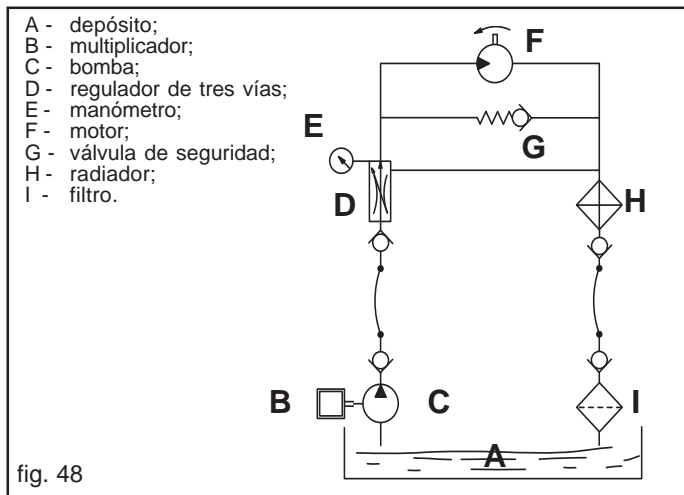 A - depósito;
B - multiplicador;
C - bomba;
D - regulador de tres vías;
E - manómetro;
F - motor;
G - válvula de seguridad;
H - radiador;
I - filtro.
F
E
G
D
H
B
C
I
A
fig. 48